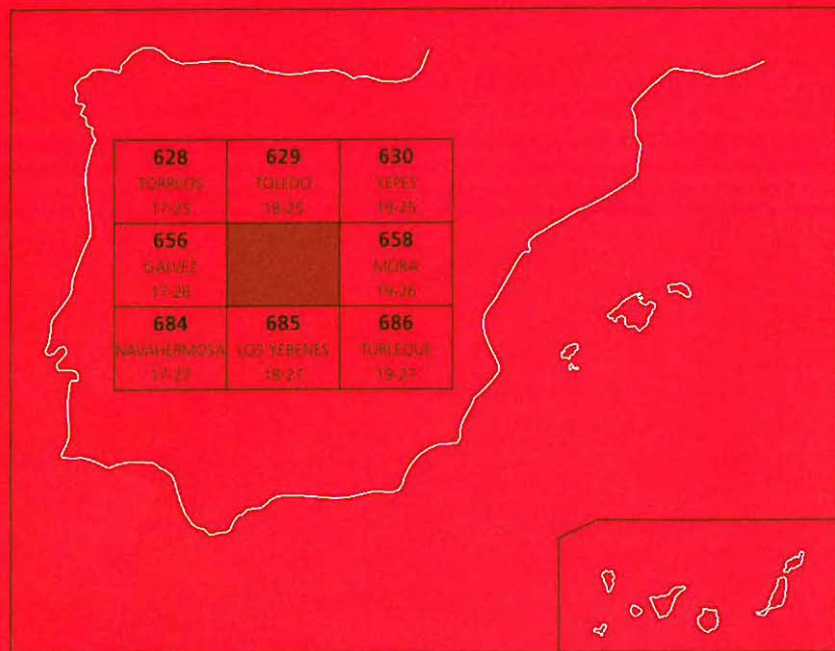 628
TORRIJOS
17-25
629
TOLEDO
18-25
630
YEPES
19-25
656
GALVEZ
17-26
658
MORA
19-26
684
NAVAHERMOSA
17-27
685
LOS YEBENES
18-27
686
TURLEQUE
19-27